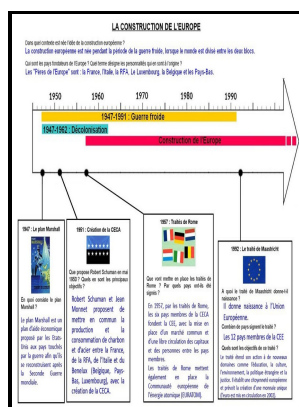 LA CONSTRUCTION DE L'EUROPE
Dans quel contexte est née l'idée de la construction européenne ?
La construction européenne est née pendant la période de la guerre froide, lorsque le monde est divisé entre les deux blocs.
Qui sont les pays fondateurs de l'Europe ? Quel terme désigne les personnalités qui en sont à l'origine ?
Les "Pères de l'Europe" sont : la France, l'Italie, la R.F.A, Le Luxembourg, la Belgique et les Pays-Bas.
1950 1960 1970 1980 1990
1947-1991 : Guerre froide
1947-1962 : Décolonisation
Construction de l'Europe
1947 : Le plan Marshall
En quoi consiste le
plan Marshall ?
Le plan Marshall est un
plan d'aide économique
proposé par les Etats-
Unis aux pays touchés
par la guerre afin qu'ils
se reconstruisent après
la Seconde Guerre
mondiale.
1951 : Création de la CECA
Que propose Robert Schuman en mai
1950 ? Quels en sont les principaux
objectifs ?
Robert Schuman et Jean
Monnet proposent de
mettre en commun la
production et la
consommation de charbon
et d'acier entre la France,
de la RFA, de l'Italie et du
Benelux (Belgique, Pays-
Bas, Luxembourg), avec la
création de la CECA.
1957 : Traités de Rome
Que vont mettre en place les traités de
Rome ? Par quels pays ont-ils été
signés ?
En 1957, par les traités de Rome,
les six pays membres de la CECA
fondent la CEE, avec la mise en
place d'un marché commun et
d'une libre circulation des capitaux
et des personnes entre les pays
membres.
Les traités de Rome mettent
également en place la
Communauté européenne de
l'énergie atomique (EURATOM).
1992 : Le traité de Maastricht
A quoi le traité de Maastricht donne-t-il
naissance ?
Il donne naissance à l'Union
Européenne.
Combien de pays signent le traité ?
Les 12 pays membres de la CEE
Quels sont les objectifs de ce traité ?
Le traité étend son action à de nouveaux
domaines comme l'éducation, la culture,
l'environnement, la politique étrangère et la
justice. Il établit une citoyenneté européenne
et prévoit la création d'une monnaie unique
(l'euro est mis en circulation en 2002).